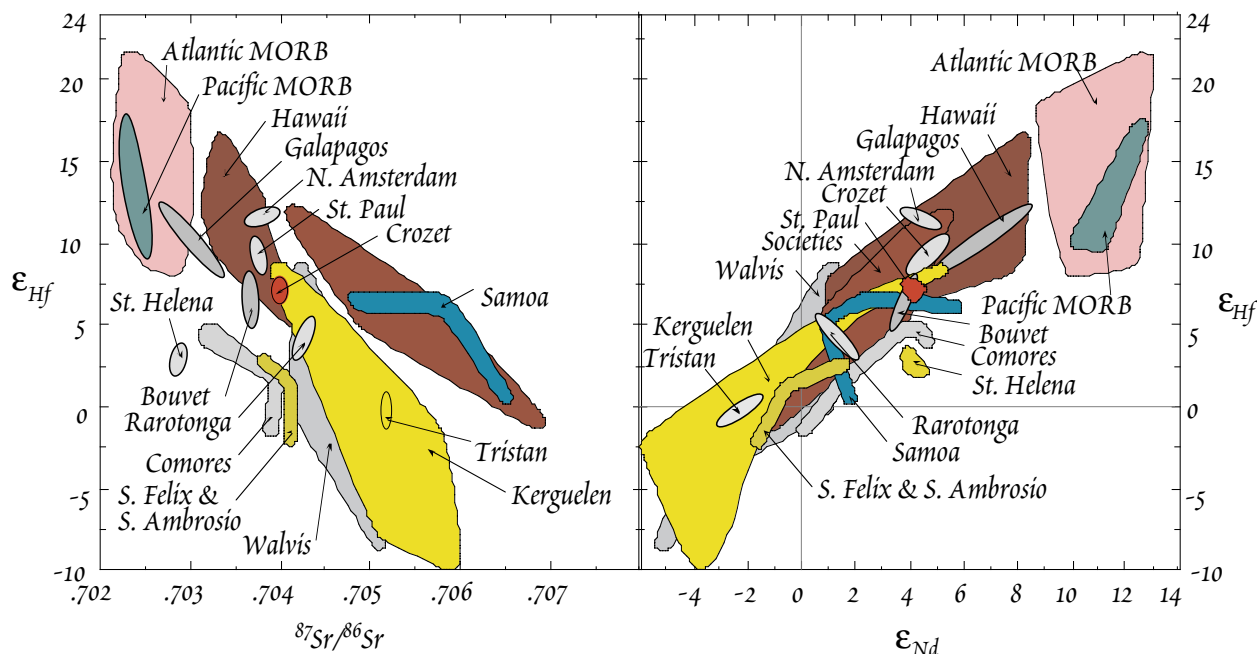 24
20
15
10
5
0
-5
-10
εHf
.702
.703
.704
.705
.706
.707
⁸⁷Sr/⁸⁶Sr
Atlantic MORB
Pacific MORB
Hawaii
Galapagos
N. Amsterdam
St. Paul
Crozet
Samoa
St. Helena
Bouvet
Rarotonga
Comores
S. Felix &
S. Ambrosio
Walvis
Tristan
Kerguelen
Atlantic MORB
Hawaii
Galapagos
N. Amsterdam
Crozet
St. Paul
Societies
Walvis
Kerguelen
Tristan
Pacific MORB
Bouvet
Comores
St. Helena
Rarotonga
Samoa
S. Felix & S. Ambrosio
24
20
15
10
5
0
-5
-10
εHf
-4
-2
0
2
4
6
8
10
12
14
εNd